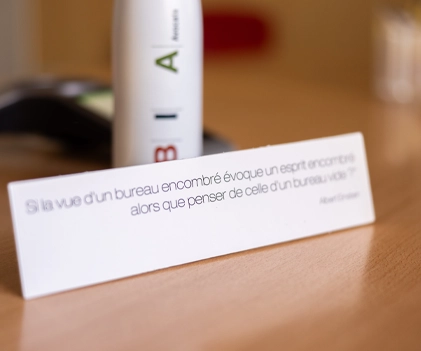 Avocats
B I A
Si la vue d'un bureau encombré évoque un esprit encombré
alors que penser de celle d'un bureau vide ?"
Albert Einstein